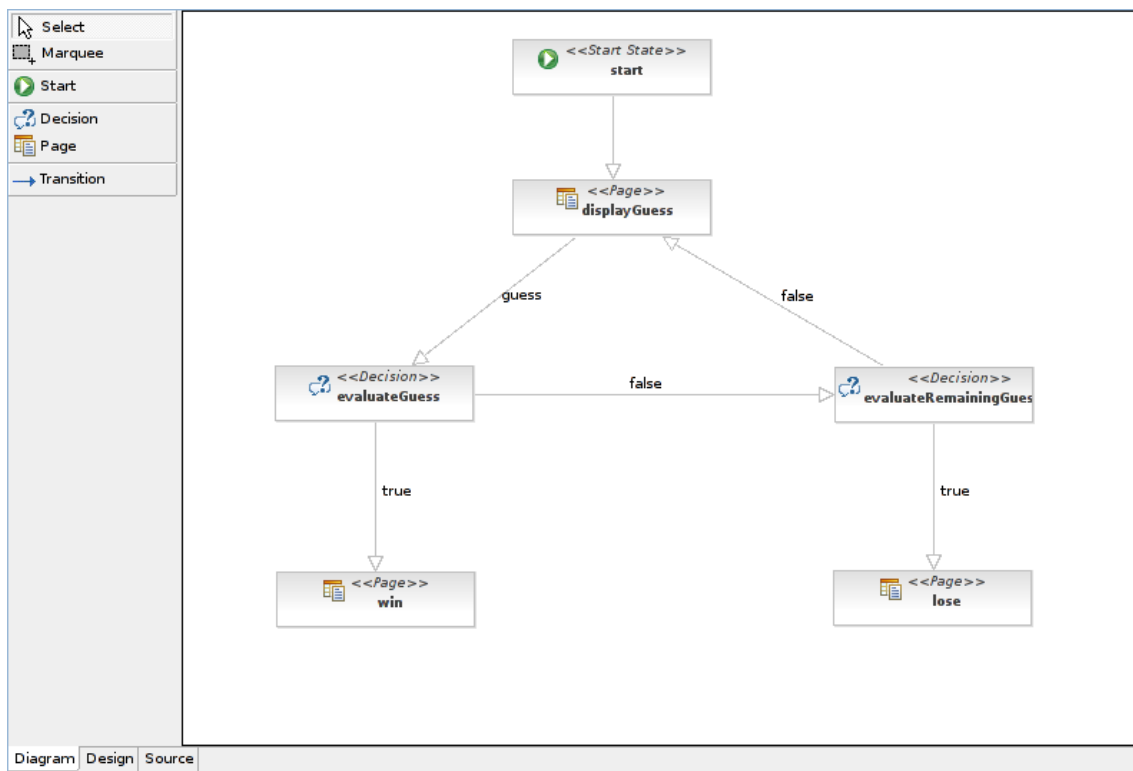 Select
Marquee
Start
Decision
Page
Transition
<<Start State>>
start
<<Page>>
displayGuess
guess
false
<<Decision>>
evaluateGuess
false
<<Decision>>
evaluateRemainingGues
true
true
<<Page>>
win
<<Page>>
lose
Diagram Design Source